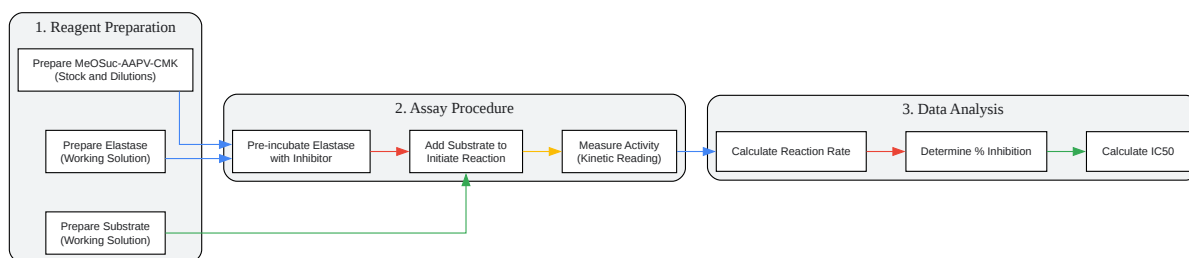 1. Reagent Preparation
Prepare MeOSuc-AAPV-CMK
(Stock and Dilutions)
Prepare Elastase
(Working Solution)
Prepare Substrate
(Working Solution)
2. Assay Procedure
Pre-incubate Elastase
with Inhibitor
Add Substrate to
Initiate Reaction
Measure Activity
(Kinetic Reading)
3. Data Analysis
Calculate Reaction Rate
Determine % Inhibition
Calculate IC50